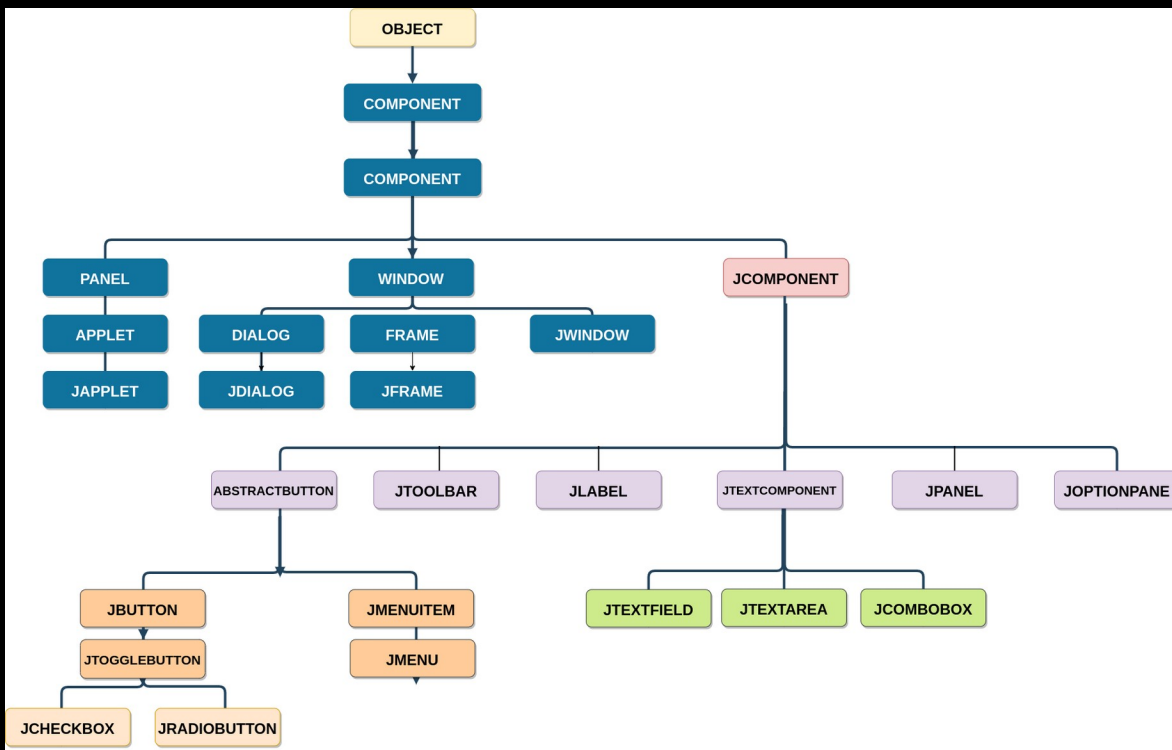 OBJECT
COMPONENT
COMPONENT
PANEL
WINDOW
JCOMPONENT
APPLET
DIALOG
FRAME
JWINDOW
JAPPLET
JDIALOG
JFRAME
ABSTRACTBUTTON
JTOOLBAR
JLABEL
JTEXTCOMPONENT
JPANEL
JOPTIONPANE
JBUTTON
JMENUITEM
JTEXTFIELD
JTEXTAREA
JCOMBOBOX
JTOGGLEBUTTON
JMENU
JCHECKBOX
JRADIOBUTTON